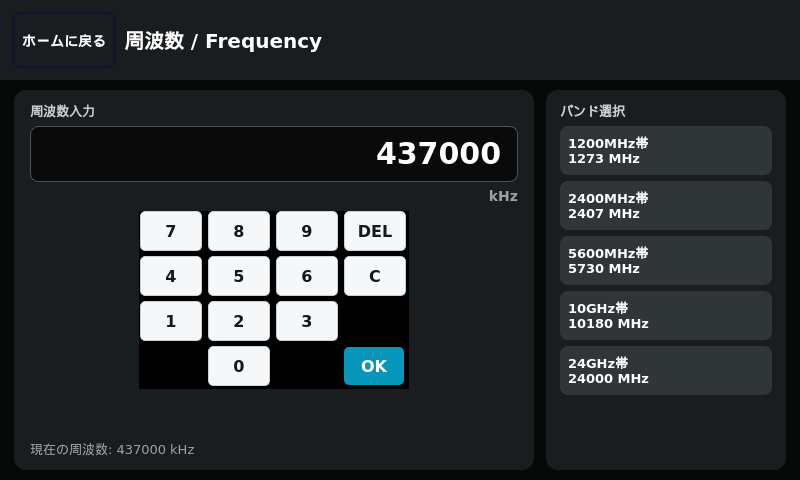 ホームに戻る
周波数 / Frequency
周波数入力
437000
kHz
7 8 9 DEL
4 5 6 C
1 2 3
0 OK
現在の周波数: 437000 kHz
バンド選択
1200MHz帯
1273 MHz
2400MHz帯
2407 MHz
5600MHz帯
5730 MHz
10GHz帯
10180 MHz
24GHz帯
24000 MHz